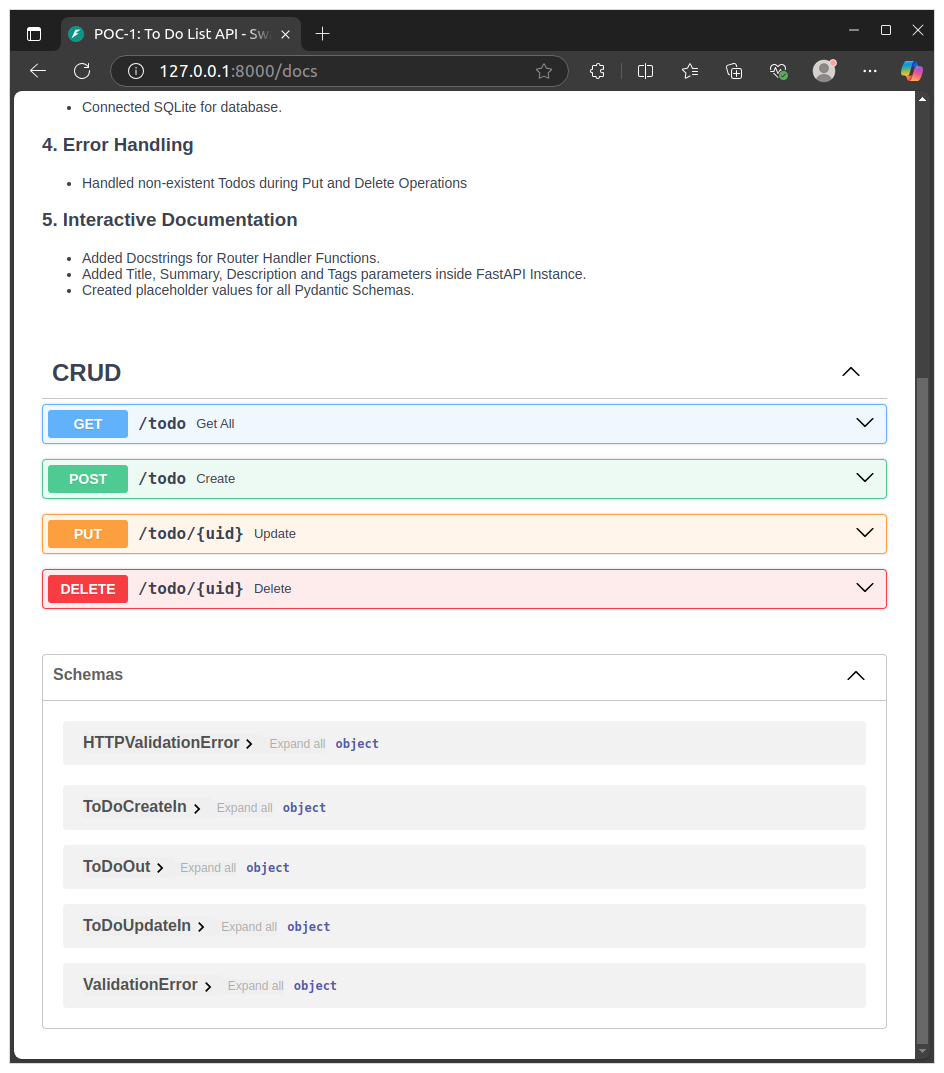 POC-1: To Do List API - Swa
127.0.0.1:8000/docs
Connected SQLite for database.
4. Error Handling
Handled non-existent Todos during Put and Delete Operations
5. Interactive Documentation
Added Docstrings for Router Handler Functions.
Added Title, Summary, Description and Tags parameters inside FastAPI Instance.
Created placeholder values for all Pydantic Schemas.
CRUD
GET /todo Get All
POST /todo Create
PUT /todo/{uid} Update
DELETE /todo/{uid} Delete
Schemas
HTTPValidationError Expand all object
ToDoCreateIn Expand all object
ToDoOut Expand all object
ToDoUpdateIn Expand all object
ValidationError Expand all object